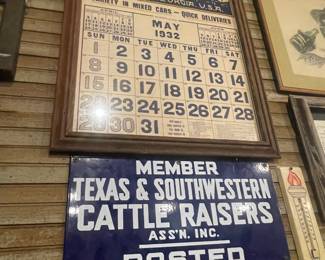 GEORGIA, U.S.A.
VARIETY IN MIXED CARS - QUICK DELIVERIES
MAY
1932
SUN MON TUE WED THU FRI SAT
1 2 3 4 5 6 7
8 9 10 11 12 13 14
15 16 17 18 19 20 21
22 23 24 25 26 27 28
29 30 31
MEMBER
TEXAS & SOUTHWESTERN
CATTLE RAISERS
ASS'N. INC.
POSTED